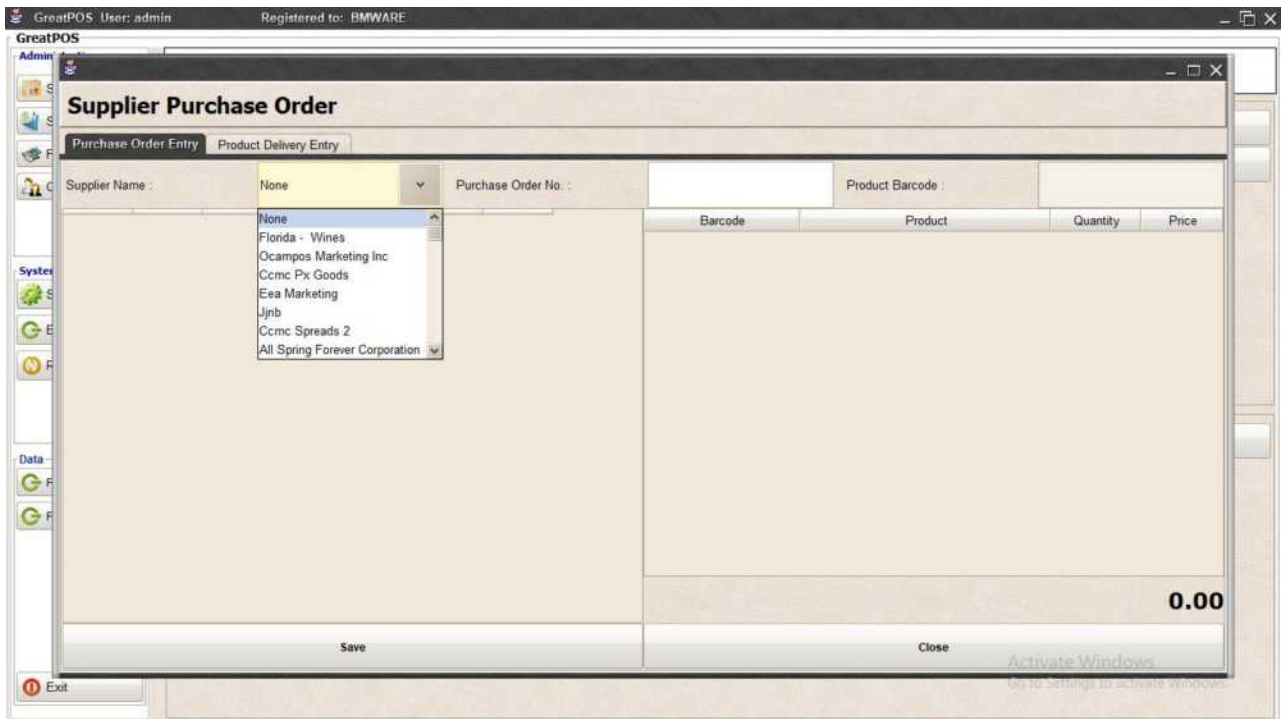 GreatPOS User: admin Registered to: BMWARE
GreatPOS
Supplier Purchase Order
Purchase Order Entry Product Delivery Entry
Supplier Name : None Purchase Order No. : Product Barcode :
None
Florida - Wines
Ocampos Marketing Inc
Ccmc Px Goods
Eea Marketing
Jjnb
Ccmc Spreads 2
All Spring Forever Corporation
Barcode Product Quantity Price
Data
0.00
Save Close
Activate Windows
Go to Settings to activate Windows.
Exit